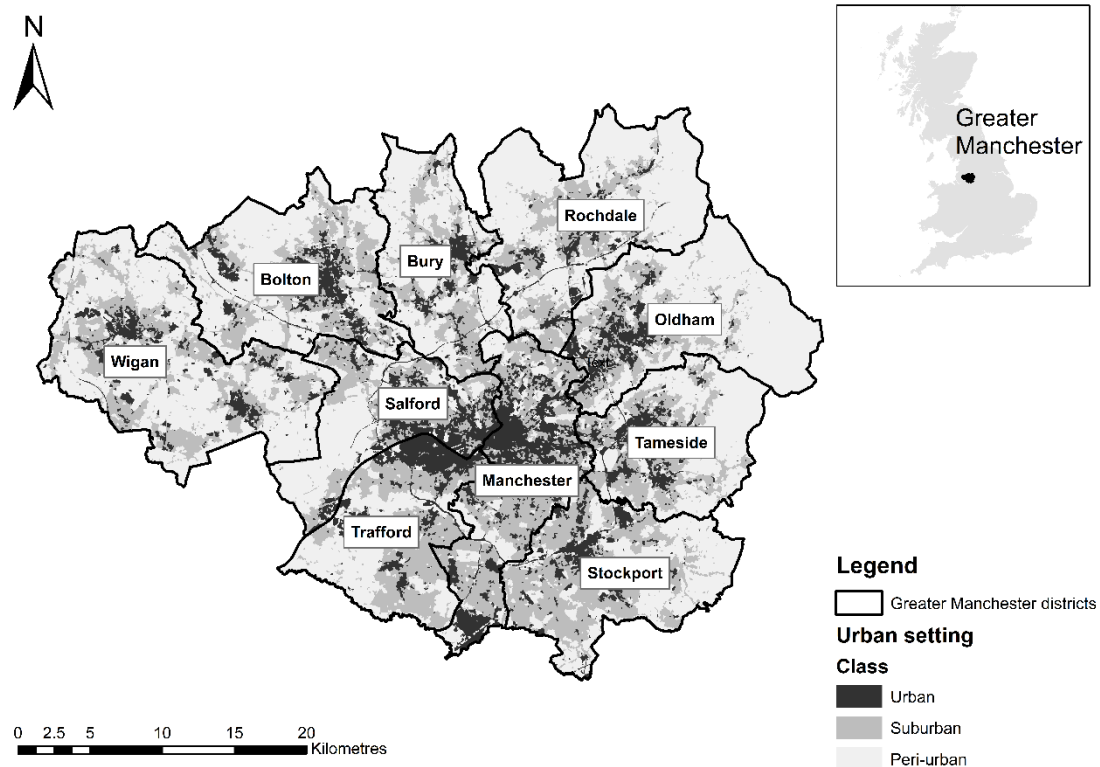 N
Greater
Manchester
Rochdale
Bury
Bolton
Oldham
Wigan
Salford
Tameside
Manchester
Trafford
Stockport
Legend
Greater Manchester districts
Urban setting
Class
Urban
Suburban
Peri-urban
0 2.5 5 10 15 20
Kilometres